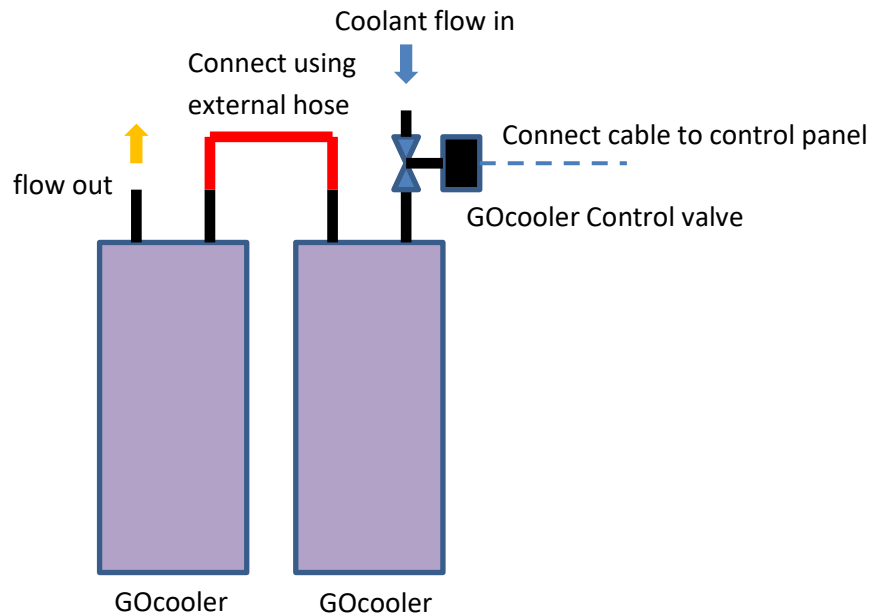 Coolant flow in
Connect using
external hose
Connect cable to control panel
flow out
GOcooler Control valve
GOcooler
GOcooler